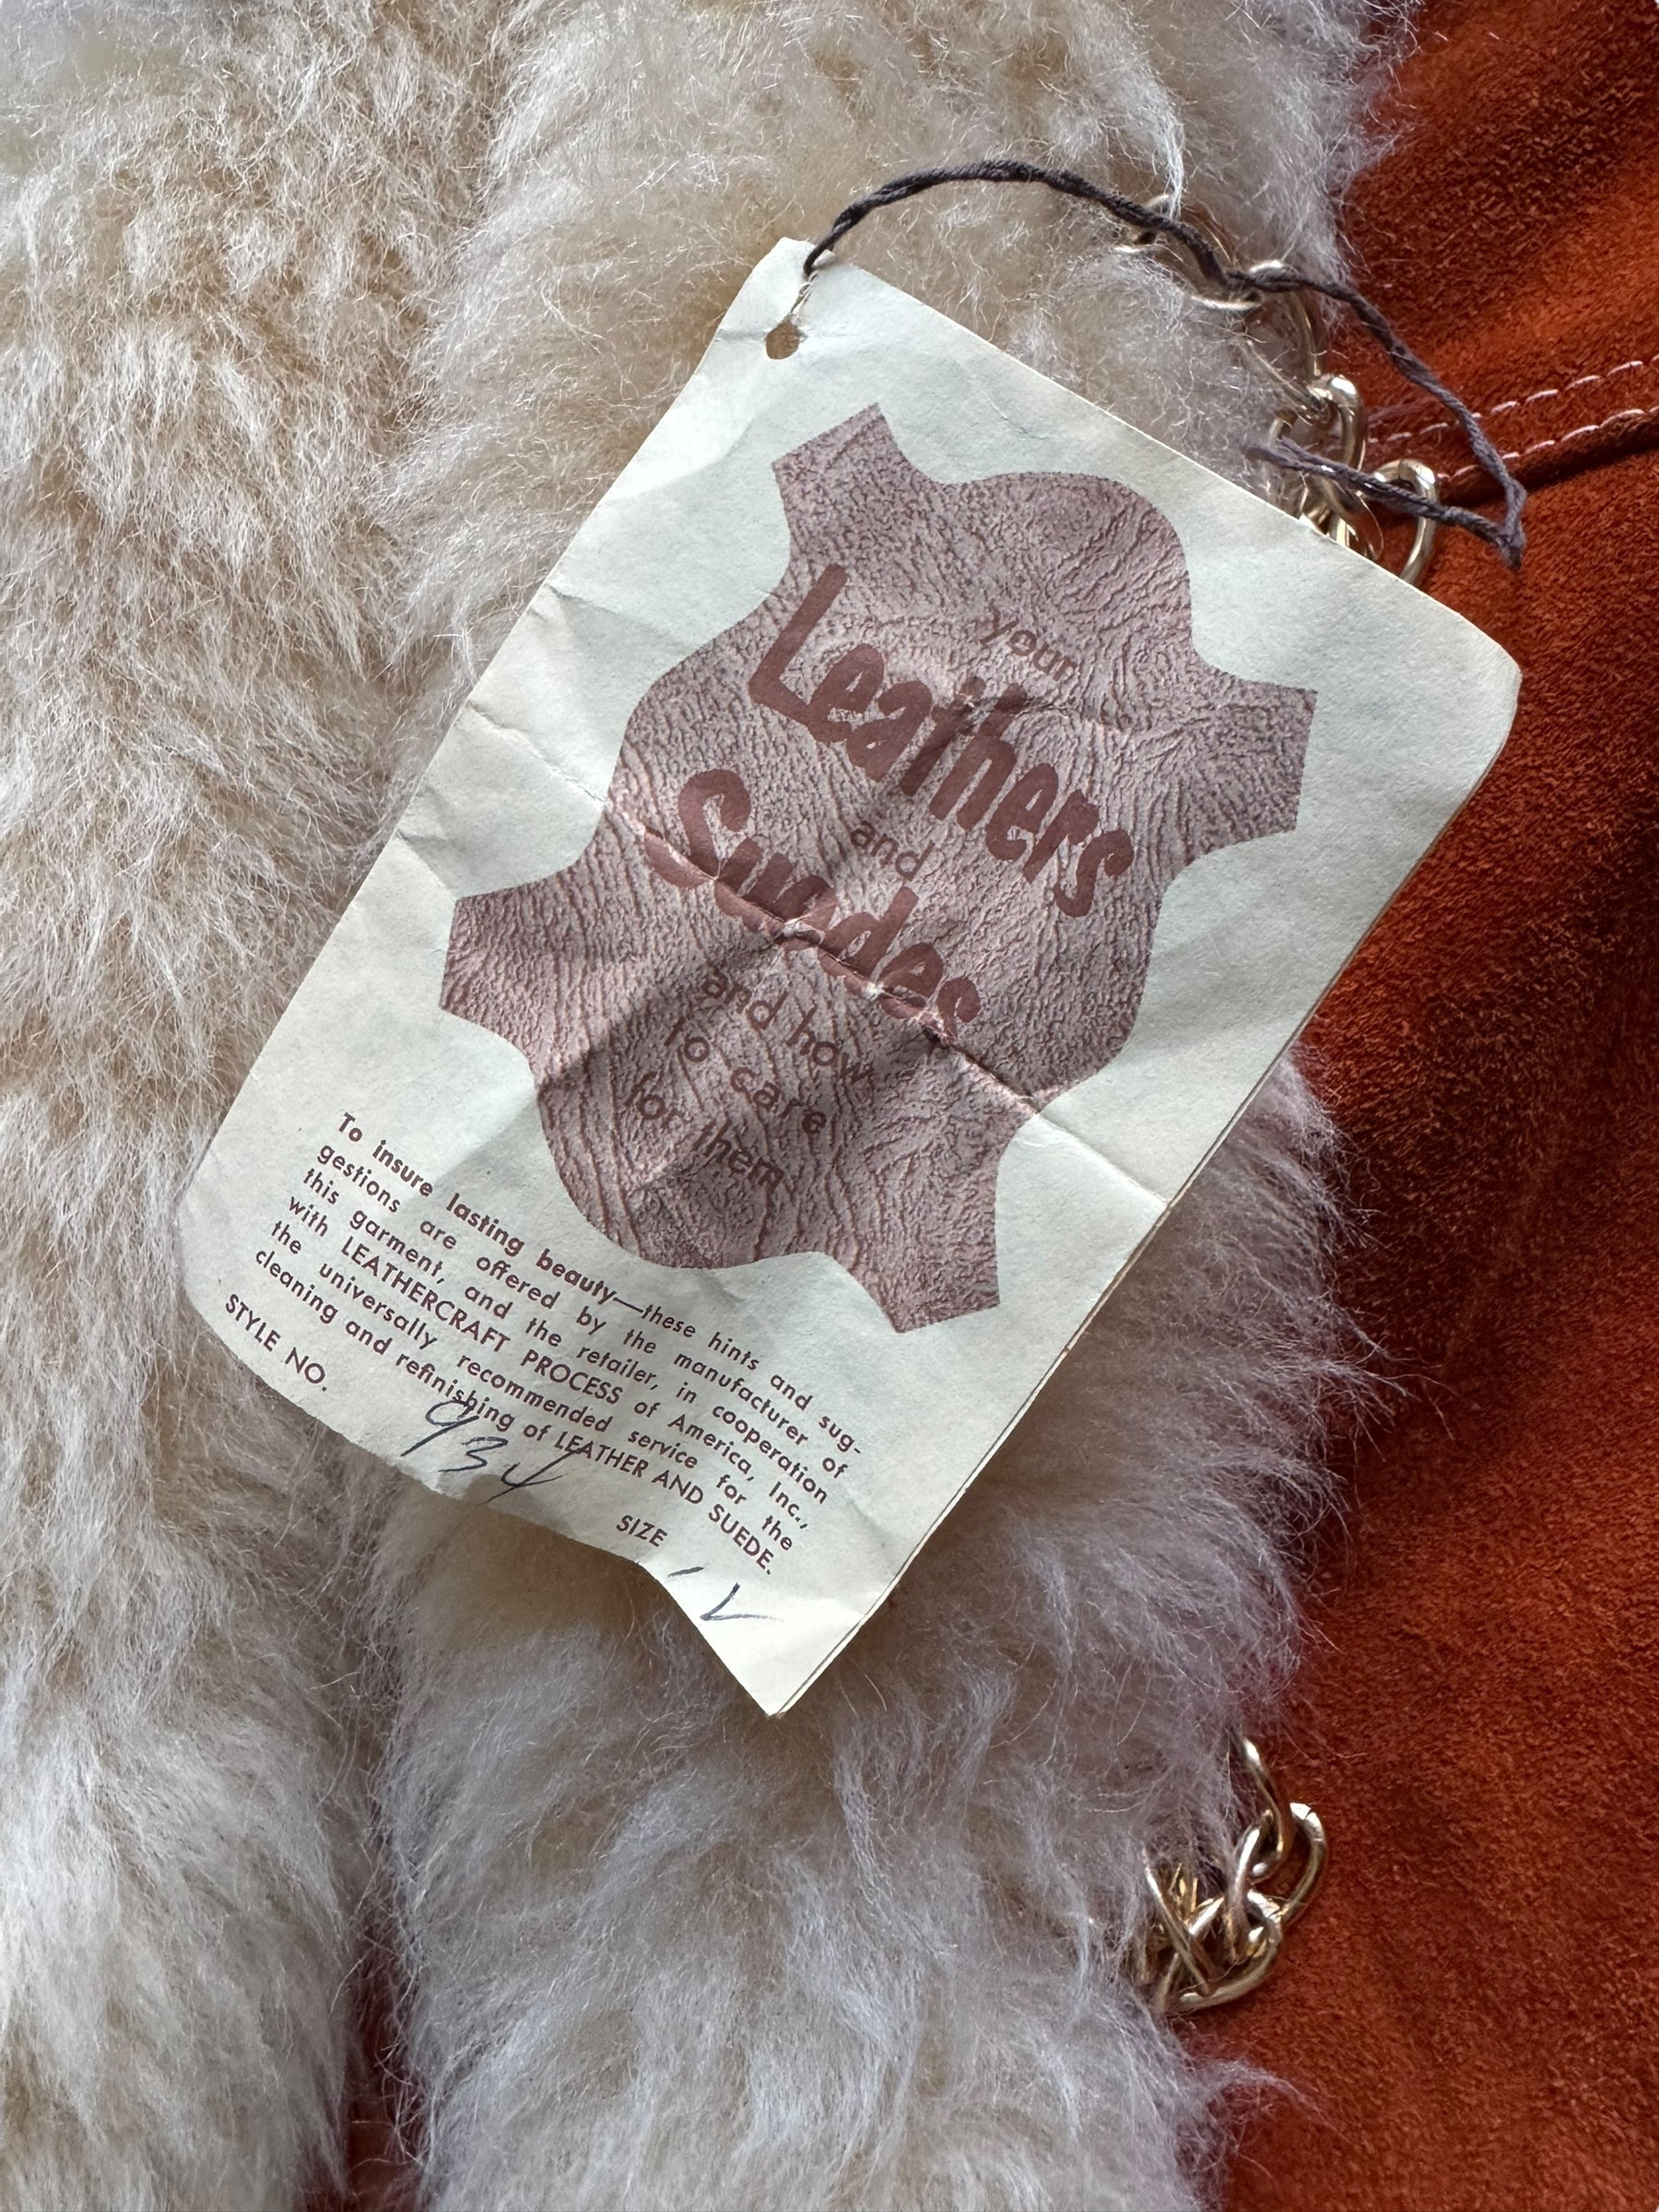 your
Leathers
and
Suedes
and how
to care
for them
To insure lasting beauty—these hints and sug-
gestions are offered by the manufacturer of
this garment, and the retailer, in cooperation
with LEATHERCRAFT PROCESS of America, Inc.,
the universally recommended service for the
cleaning and refinishing of LEATHER AND SUEDE.
STYLE NO. 934 SIZE